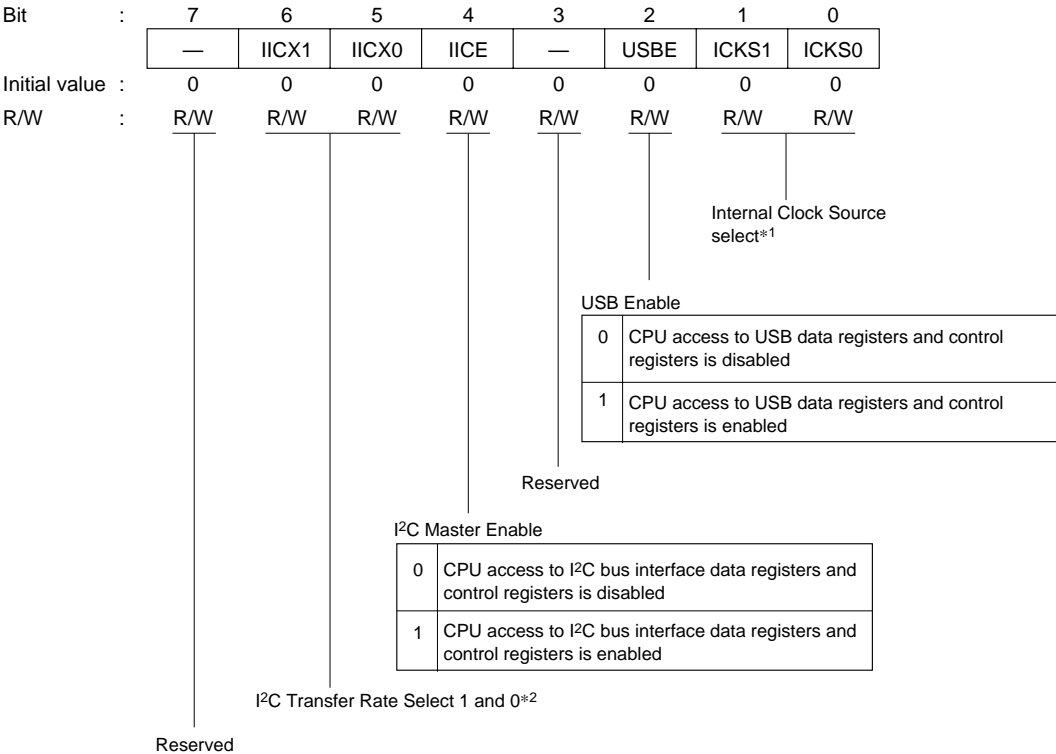 Bit : 7 6 5 4 3 2 1 0
— IICX1 IICX0 IICE — USBE ICKS1 ICKS0
Initial value : 0 0 0 0 0 0 0 0
R/W : R/W R/W R/W R/W R/W R/W R/W R/W
Internal Clock Source
select*1
USB Enable
0 CPU access to USB data registers and control
registers is disabled
1 CPU access to USB data registers and control
registers is enabled
Reserved
I2C Master Enable
0 CPU access to I2C bus interface data registers and
control registers is disabled
1 CPU access to I2C bus interface data registers and
control registers is enabled
I2C Transfer Rate Select 1 and 0*2
Reserved